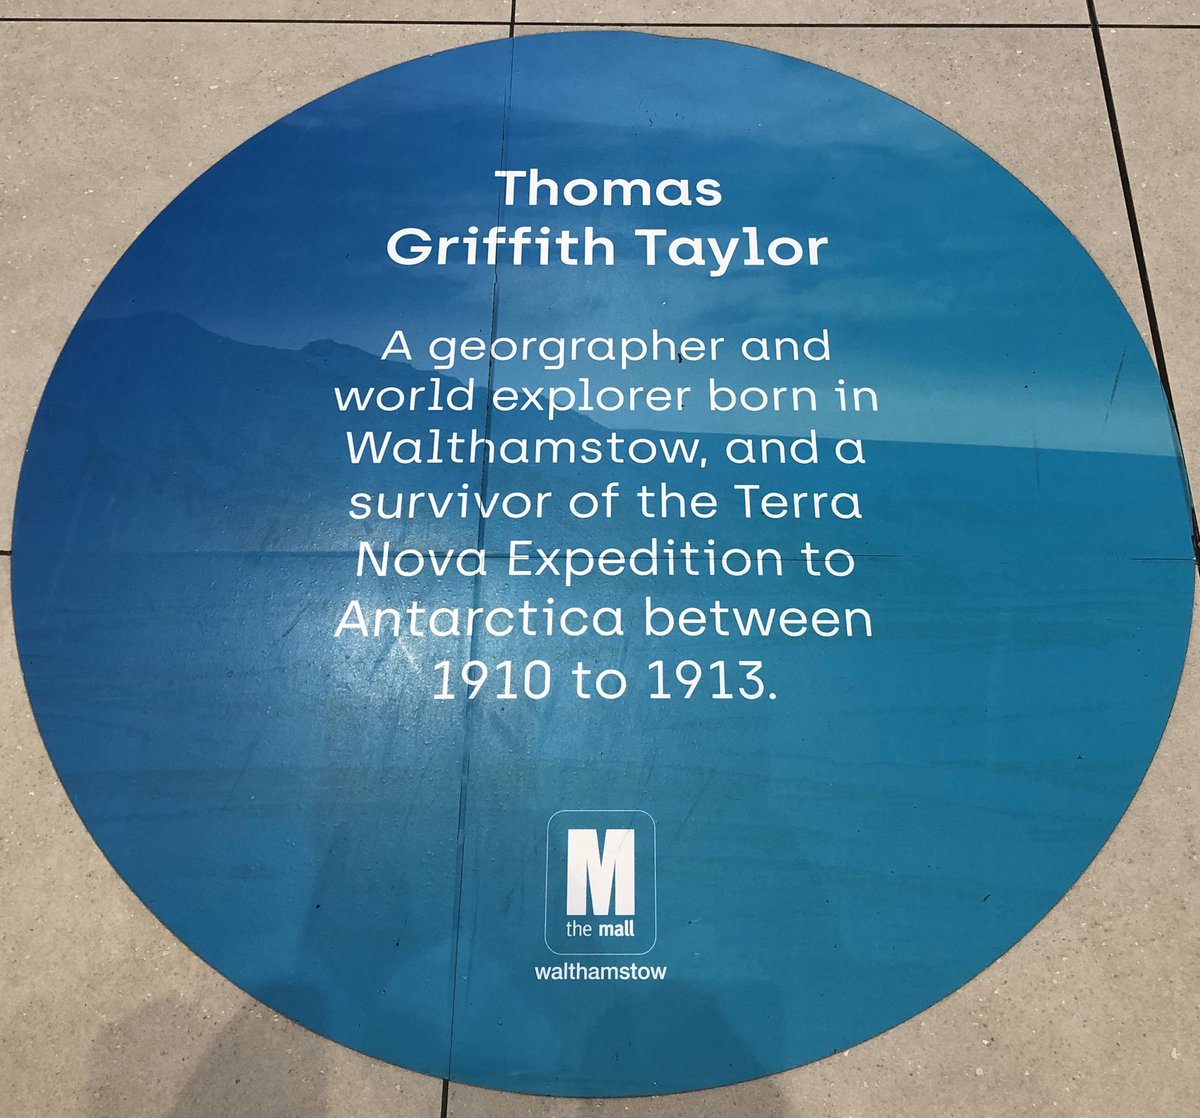 Thomas
Griffith Taylor
A georgrapher and
world explorer born in
Walthamstow, and a
survivor of the Terra
Nova Expedition to
Antarctica between
1910 to 1913.
M
the mall
walthamstow